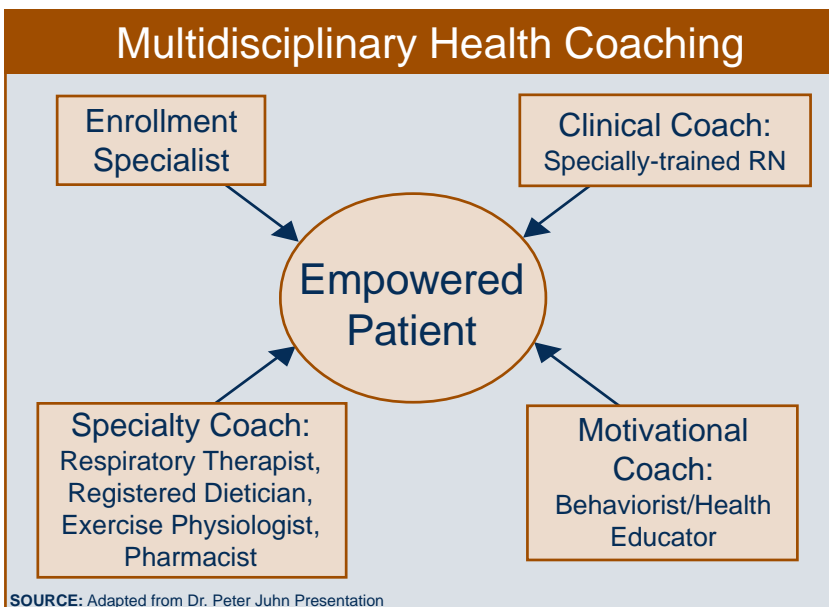 Multidisciplinary Health Coaching
Enrollment
Specialist
Clinical Coach:
Specially-trained RN
Empowered
Patient
Specialty Coach:
Respiratory Therapist,
Registered Dietician,
Exercise Physiologist,
Pharmacist
Motivational
Coach:
Behaviorist/Health
Educator
SOURCE: Adapted from Dr. Peter Juhn Presentation